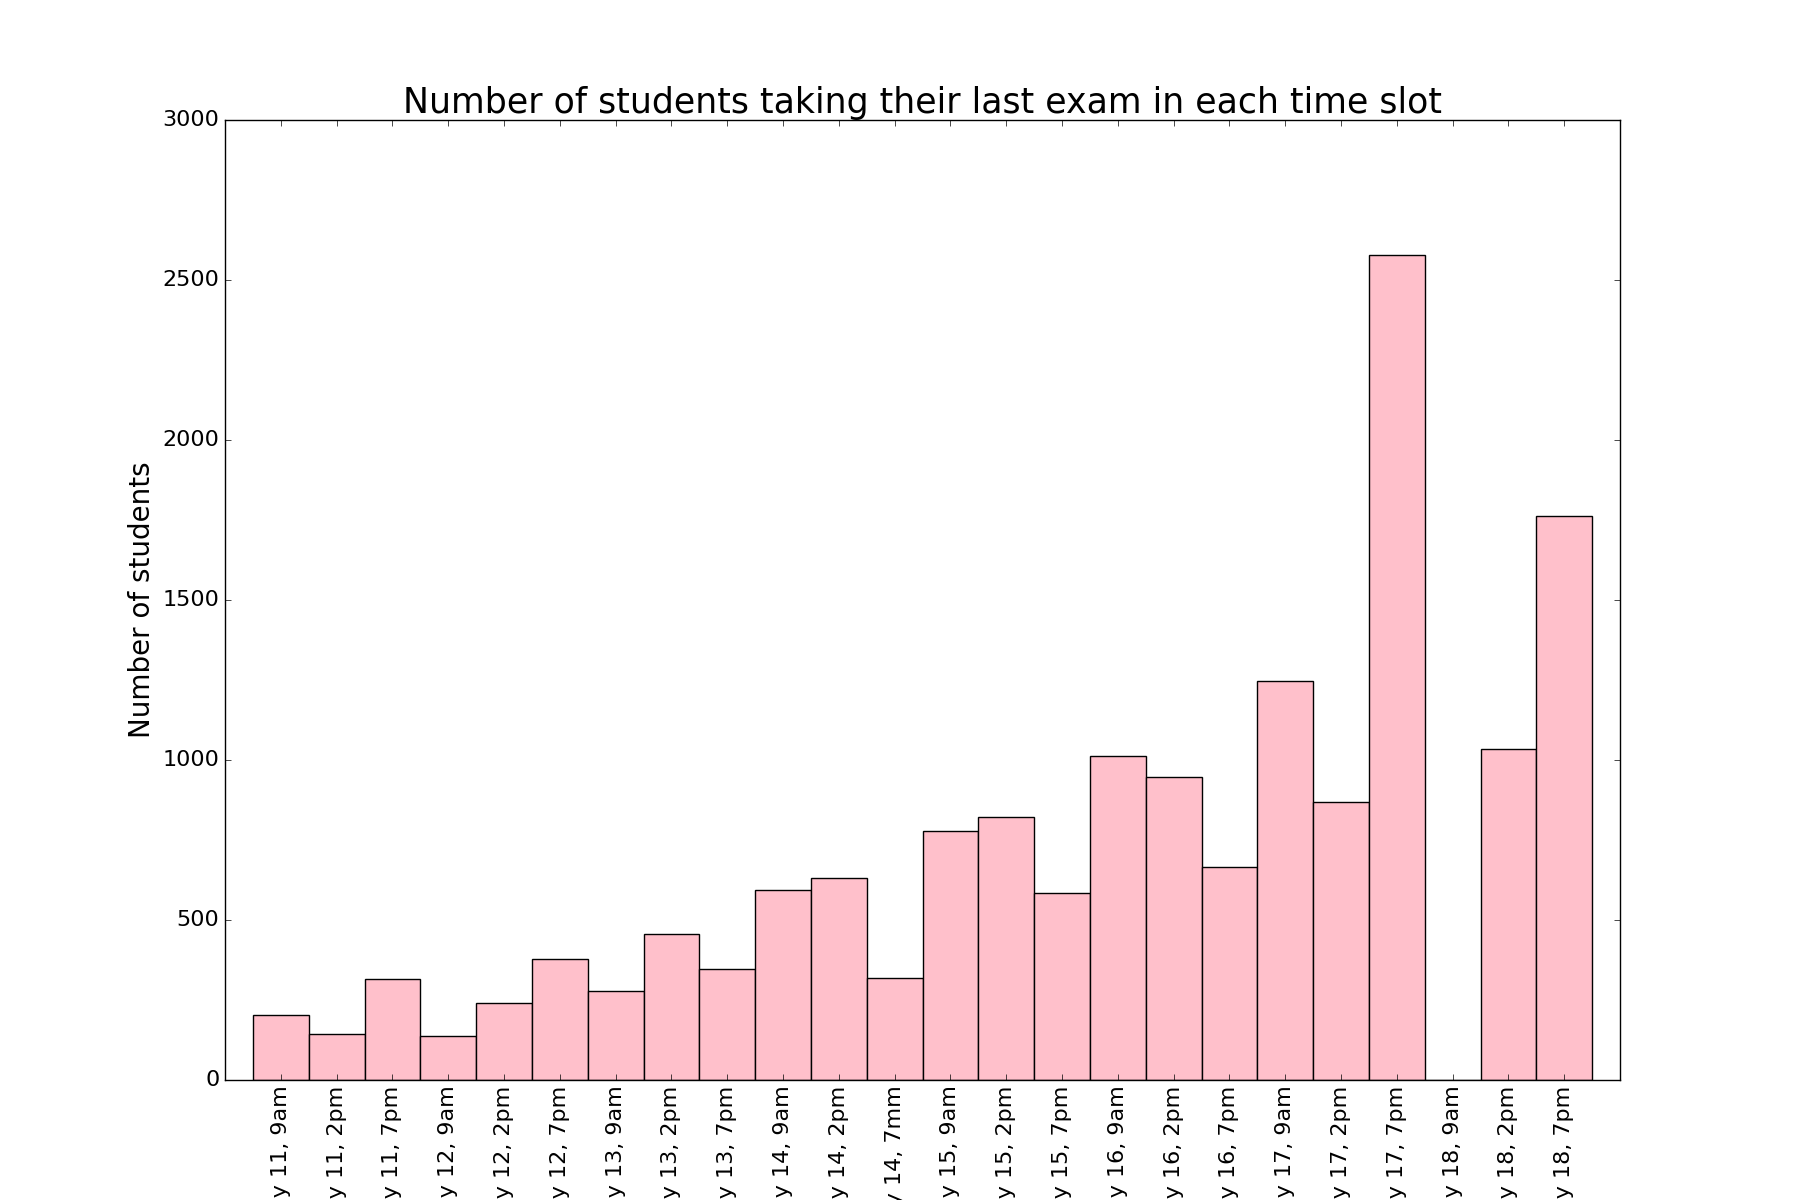 Number of students taking their last exam in each time slot
Number of students
3000
2500
2000
1500
1000
500
0
y 11, 9am
y 11, 2pm
y 11, 7pm
y 12, 9am
y 12, 2pm
y 12, 7pm
y 13, 9am
y 13, 2pm
y 13, 7pm
y 14, 9am
y 14, 2pm
y 14, 7mm
y 15, 9am
y 15, 2pm
y 15, 7pm
y 16, 9am
y 16, 2pm
y 16, 7pm
y 17, 9am
y 17, 2pm
y 17, 7pm
y 18, 9am
y 18, 2pm
y 18, 7pm